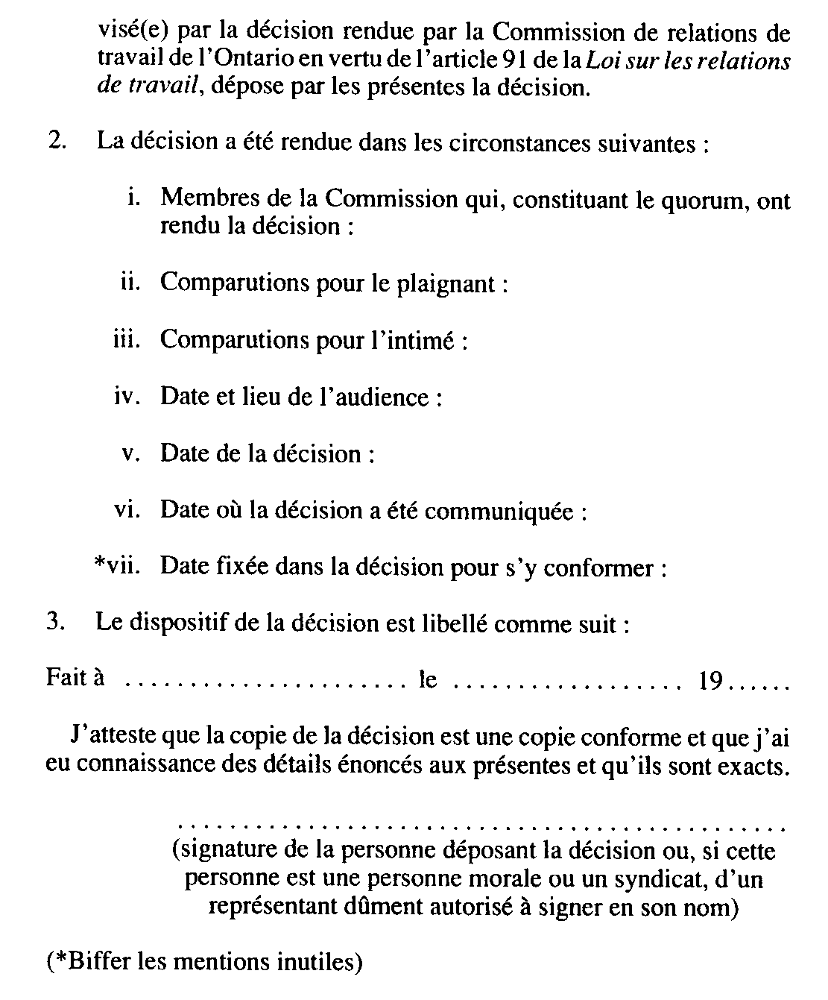 visé(e) par la décision rendue par la Commission de relations de
travail de l'Ontario en vertu de l'article 91 de la Loi sur les relations
de travail, dépose par les présentes la décision.
2. La décision a été rendue dans les circonstances suivantes :
i. Membres de la Commission qui, constituant le quorum, ont
rendu la décision :
ii. Comparutions pour le plaignant :
iii. Comparutions pour l'intimé :
iv. Date et lieu de l'audience :
v. Date de la décision :
vi. Date où la décision a été communiquée :
*vii. Date fixée dans la décision pour s'y conformer :
3. Le dispositif de la décision est libellé comme suit :
Fait à ...................... le .................. 19......
J'atteste que la copie de la décision est une copie conforme et que j'ai
eu connaissance des détails énoncés aux présentes et qu'ils sont exacts.
................................................
(signature de la personne déposant la décision ou, si cette
personne est une personne morale ou un syndicat, d'un
représentant dûment autorisé à signer en son nom)
(*Biffer les mentions inutiles)